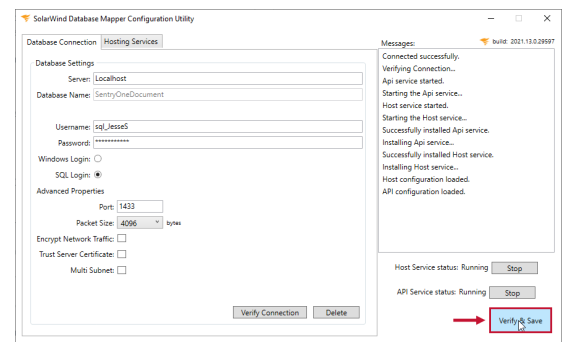 SolarWind Database Mapper Configuration Utility
Database Connection Hosting Services
Messages: build: 2021.13.0.29597
Database Settings
Server: Localhost
Database Name: SentryOneDocument
Username: sql_JesseS
Password: ***********
Windows Login:
SQL Login:
Advanced Properties
Port: 1433
Packet Size: 4096 bytes
Encrypt Network Traffic:
Trust Server Certificate:
Multi Subnet:
Verify Connection Delete
Connected successfully.
Verifying Connection...
Api service started.
Starting the Api service...
Host service started.
Starting the Host service...
Successfully installed Api service.
Installing Api service...
Successfully installed Host service.
Installing Host service...
Host configuration loaded.
API configuration loaded.
Host Service status: Running Stop
API Service status: Running Stop
Verify & Save